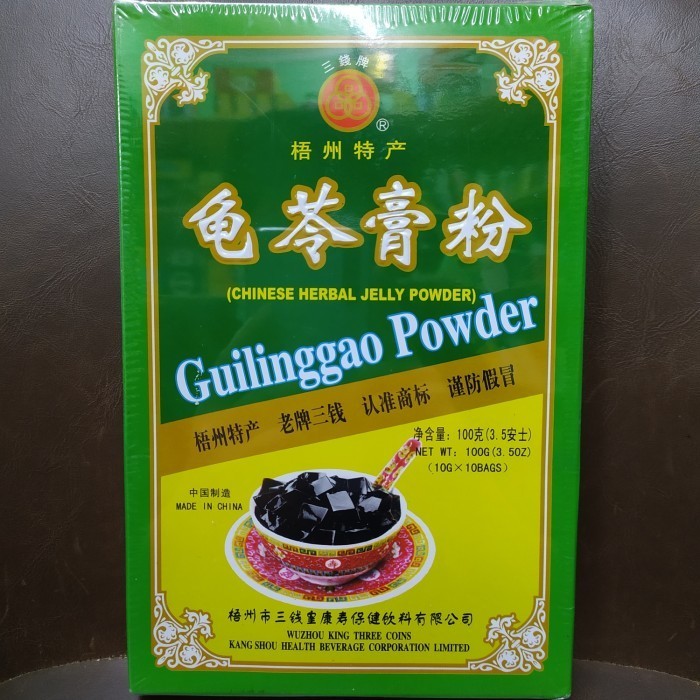 三錢牌
®
梧州特产
龟苓膏粉
(CHINESE HERBAL JELLY POWDER)
Guilinggao Powder
梧州特产 老牌三钱 认准商标 谨防假冒
净含量: 100克(3.5安士)
NET WT: 100G(3.5OZ)
(10G×10BAGS)
中国制造
MADE IN CHINA
梧州市三钱皇康寿保健饮料有限公司
WUZHOU KING THREE COINS
KANG SHOU HEALTH BEVERAGE CORPORATION LIMITED